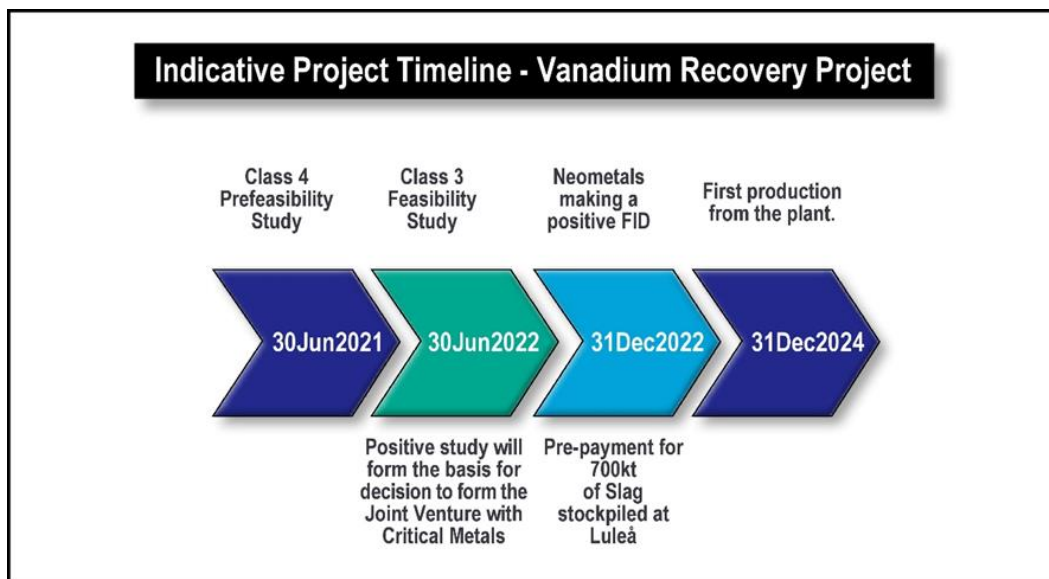 Indicative Project Timeline - Vanadium Recovery Project
Class 4
Prefeasibility
Study
Class 3
Feasibility
Study
Neometals
making a
positive FID
First production
from the plant.
30Jun2021
30Jun2022
31Dec2022
31Dec2024
Positive study will
form the basis for
decision to form the
Joint Venture with
Critical Metals
Pre-payment for
700kt
of Slag
stockpiled at
Luleå